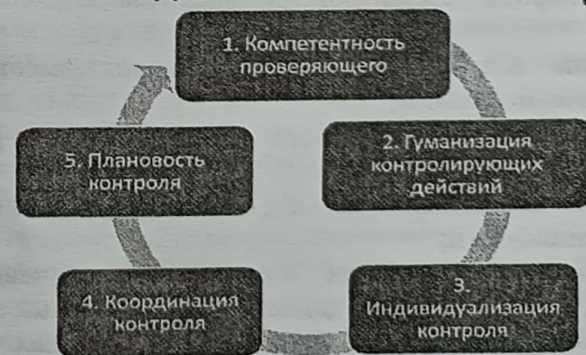 1. Компетентность
проверяющего
2. Гуманизация
контролирующих
действий
3.
Индивидуализация
контроля
4. Координация
контроля
5. Плановость
контроля